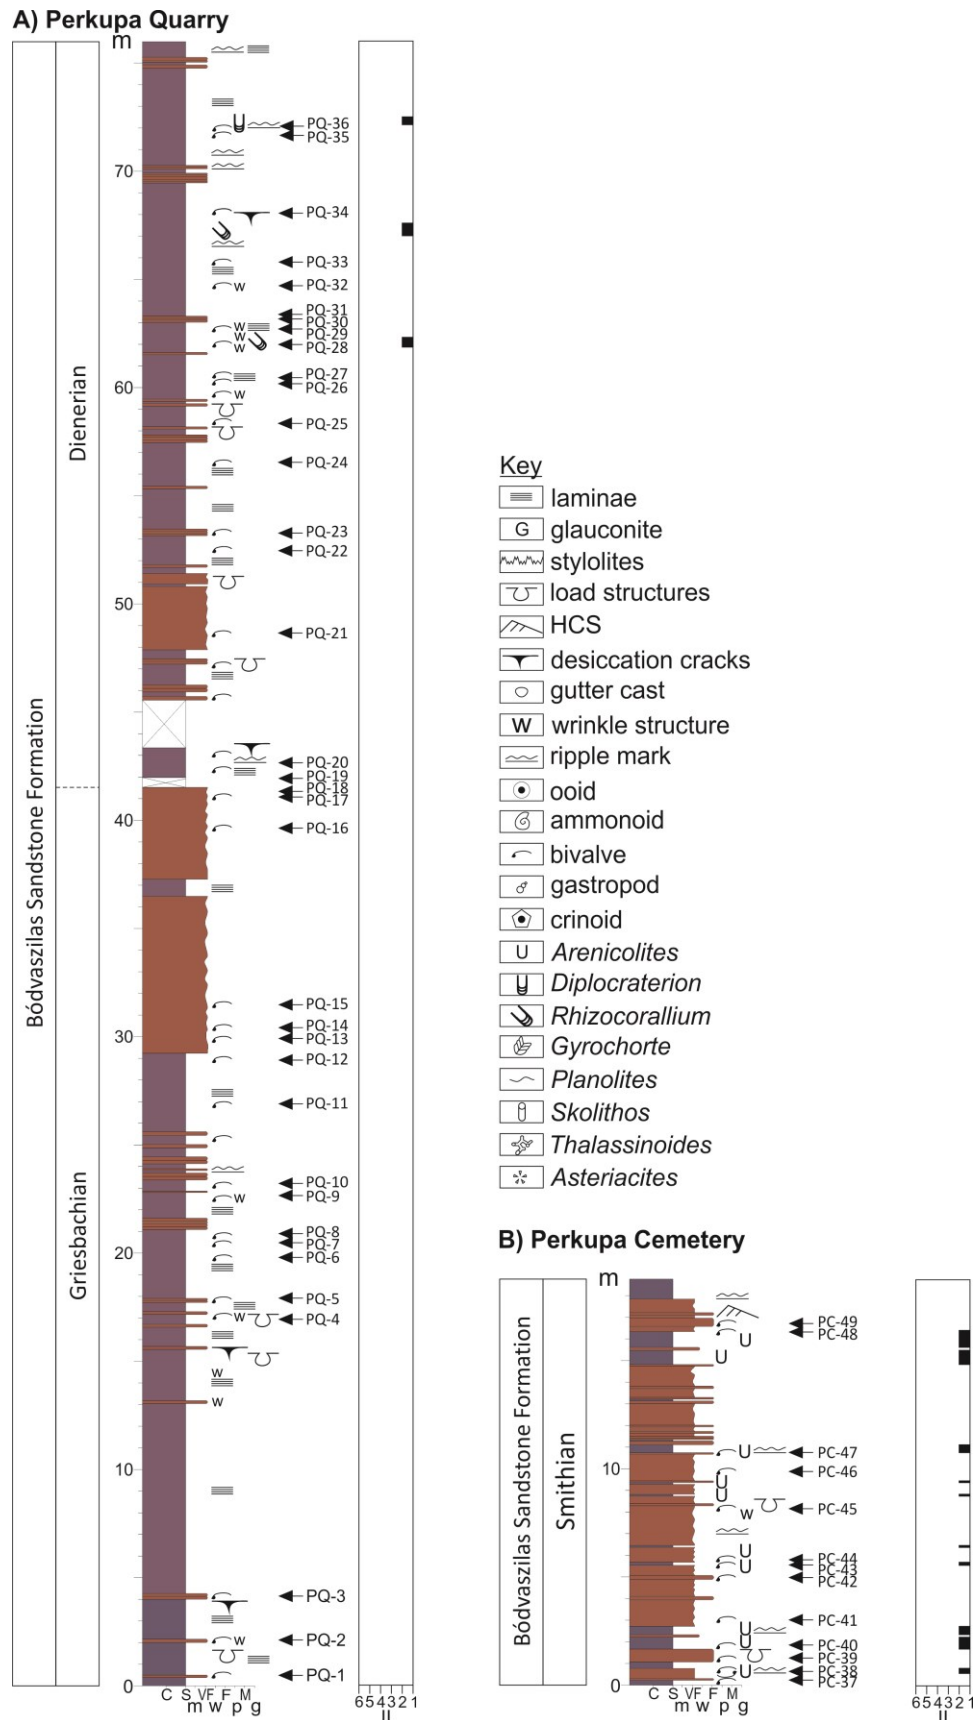 A) Perkupa Quarry
m
PQ-36
PQ-35
70
PQ-34
PQ-33
W PQ-32
PQ-31
W PQ-30
W PQ-29
W PQ-28
PQ-27
60 PQ-26
W
PQ-25
PQ-24
PQ-23
PQ-22
50
PQ-21
PQ-20
PQ-19
PQ-18
PQ-17
40 PQ-16
PQ-15
PQ-14
30 PQ-13
PQ-12
PQ-11
PQ-10
W PQ-9
PQ-8
PQ-7
20 PQ-6
PQ-5
W PQ-4
W
W
10
PQ-3
W PQ-2
PQ-1
0
C S VF F M
m w p g
6 5 4 3 2 1
II
Bódvaszilas Sandstone Formation
Dienerian
Griesbachian
Key
laminae
G glauconite
stylolites
load structures
HCS
desiccation cracks
gutter cast
W wrinkle structure
ripple mark
ooid
ammonoid
bivalve
gastropod
crinoid
U Arenicolites
Diplocraterion
Rhizocorallium
Gyrochorte
Planolites
Skolithos
Thalassinoides
Asteriacites
B) Perkupa Cemetery
m
PC-49
PC-48
U
U
U PC-47
10 PC-46
U
U
W PC-45
U PC-44
U PC-43
PC-42
PC-41
U
U PC-40
PC-39
U PC-38
PC-37
0
C S VF F M
m w p g
6 5 4 3 2 1
II
Bódvaszilas Sandstone Formation
Smithian